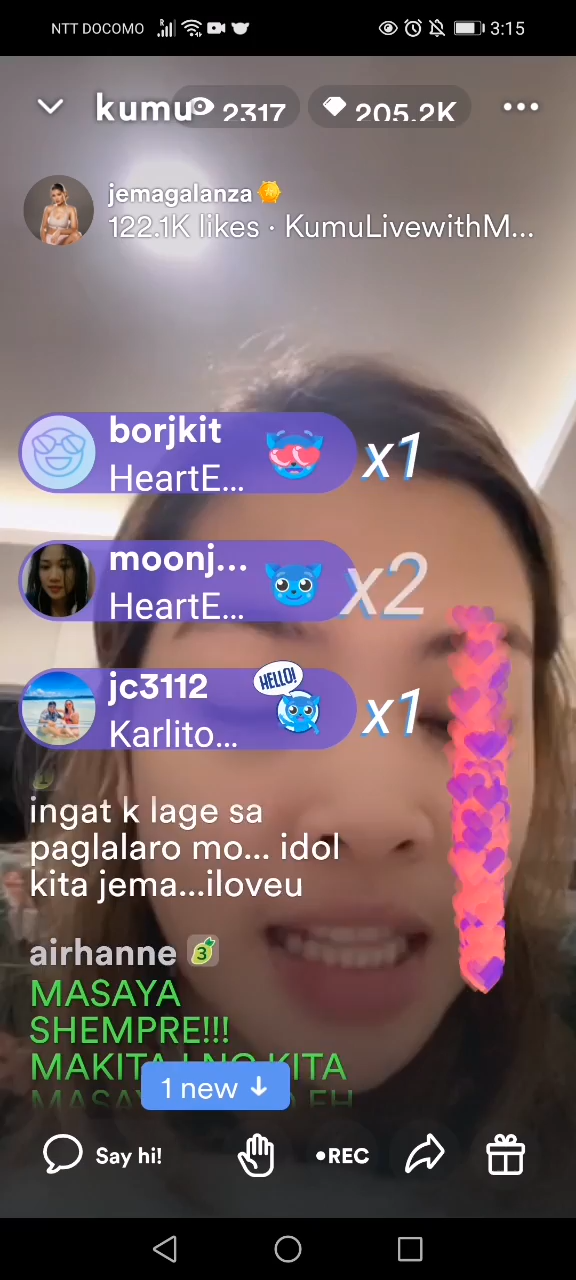 NTT DOCOMO 3:15
kumu 2317 205.2K
jemagalanza
122.1K likes · KumuLivewithM...
borjkit
HeartE... x1
moonj...
HeartE... x2
HELLO!
jc3112
Karlito... x1
ingat k lage sa
paglalaro mo... idol
kita jema...iloveu
airhanne 3
MASAYA
SHEMPRE!!!
MAKITA KITA
1 new
Say hi! •REC